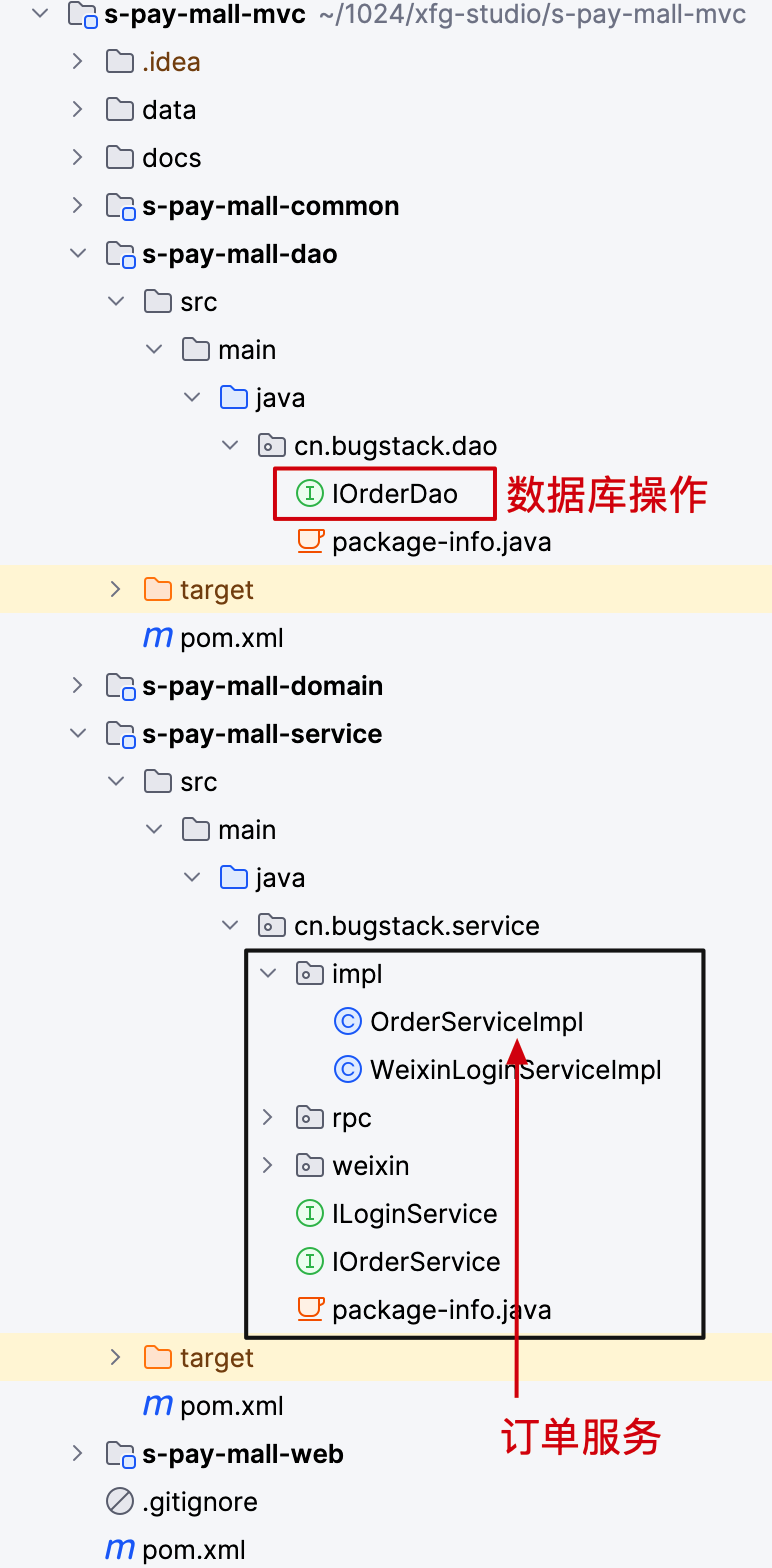 s-pay-mall-mvc ~/1024/xfg-studio/s-pay-mall-mvc
.idea
data
docs
s-pay-mall-common
s-pay-mall-dao
src
main
java
cn.bugstack.dao
IOrderDao 数据库操作
package-info.java
target
pom.xml
s-pay-mall-domain
s-pay-mall-service
src
main
java
cn.bugstack.service
impl
OrderServiceImpl
WeixinLoginServiceImpl
rpc
weixin
ILoginService
IOrderService
package-info.java
target
pom.xml
订单服务
s-pay-mall-web
.gitignore
pom.xml